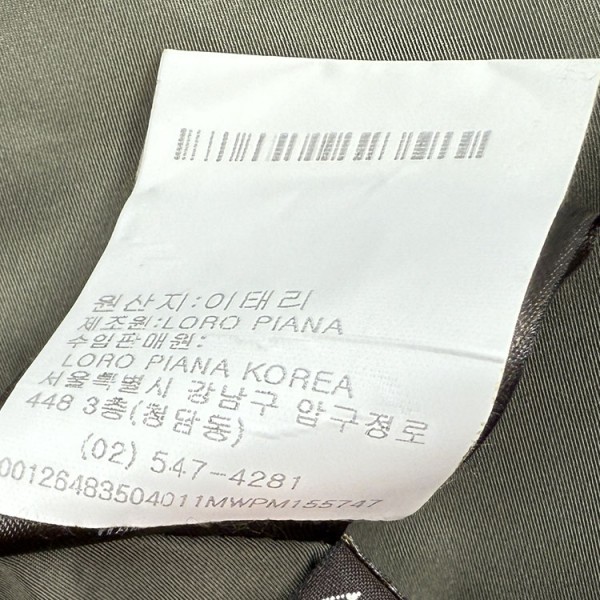 원산지:이태리
제조원:LORO PIANA
수입판매원:
LORO PIANA KOREA
서울특별시 강남구 압구정로
448 3층(청담동)
(02) 547-4281
00126483504011MWPM155747